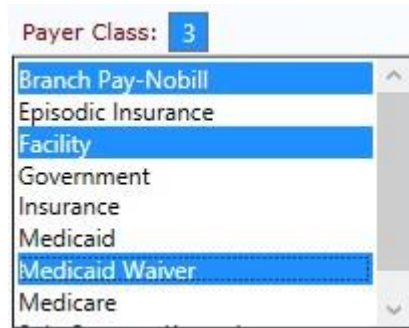 Payer Class: 3
Branch Pay-Nobill
Episodic Insurance
Facility
Government
Insurance
Medicaid
Medicaid Waiver
Medicare